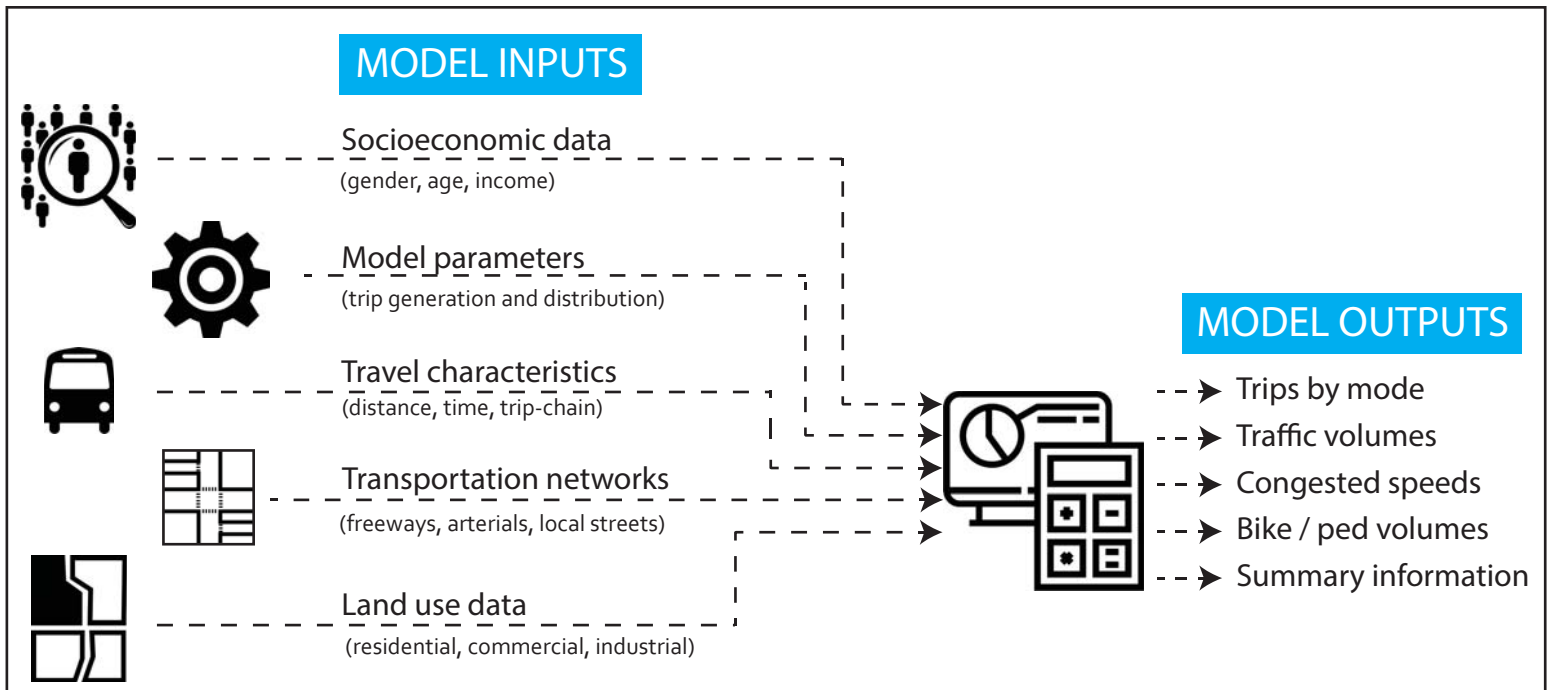 MODEL INPUTS
Socioeconomic data
(gender, age, income)
Model parameters
(trip generation and distribution)
Travel characteristics
(distance, time, trip-chain)
Transportation networks
(freeways, arterials, local streets)
Land use data
(residential, commercial, industrial)
MODEL OUTPUTS
Trips by mode
Traffic volumes
Congested speeds
Bike / ped volumes
Summary information